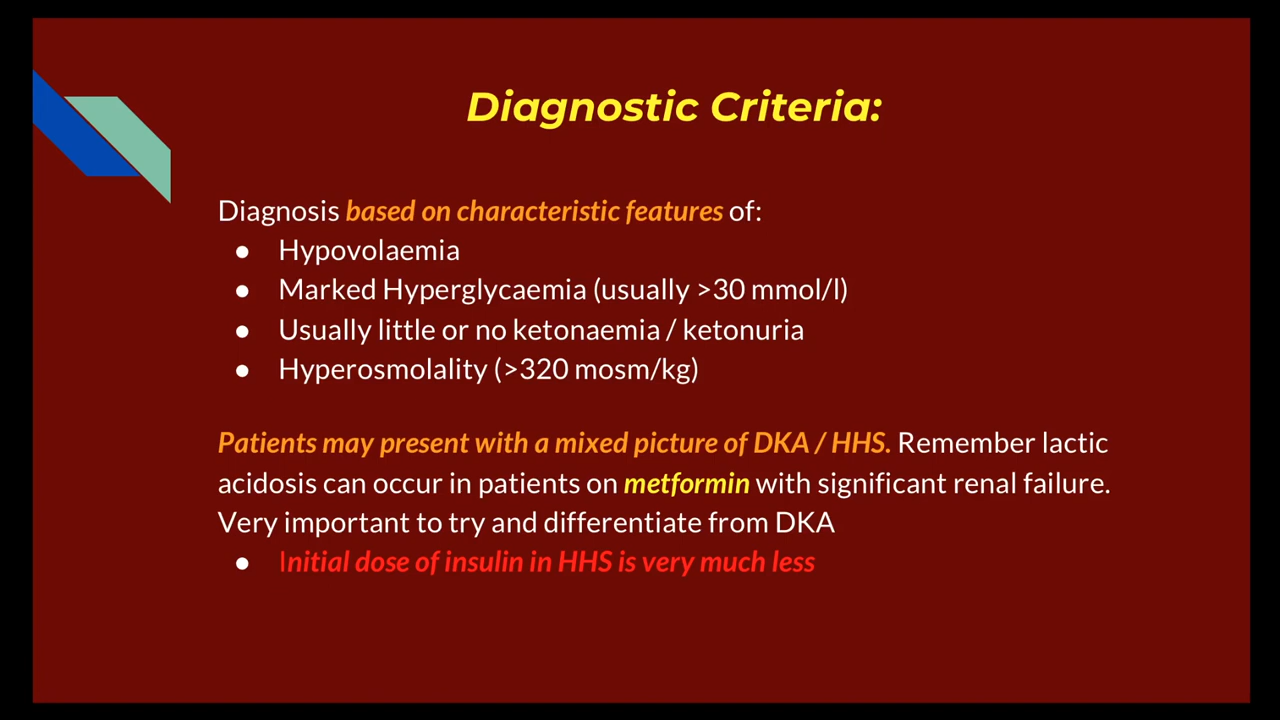 Diagnostic Criteria:
Diagnosis based on characteristic features of:
● Hypovolaemia
● Marked Hyperglycaemia (usually >30 mmol/l)
● Usually little or no ketonaemia / ketonuria
● Hyperosmolality (>320 mosm/kg)
Patients may present with a mixed picture of DKA / HHS. Remember lactic
acidosis can occur in patients on metformin with significant renal failure.
Very important to try and differentiate from DKA
● Initial dose of insulin in HHS is very much less